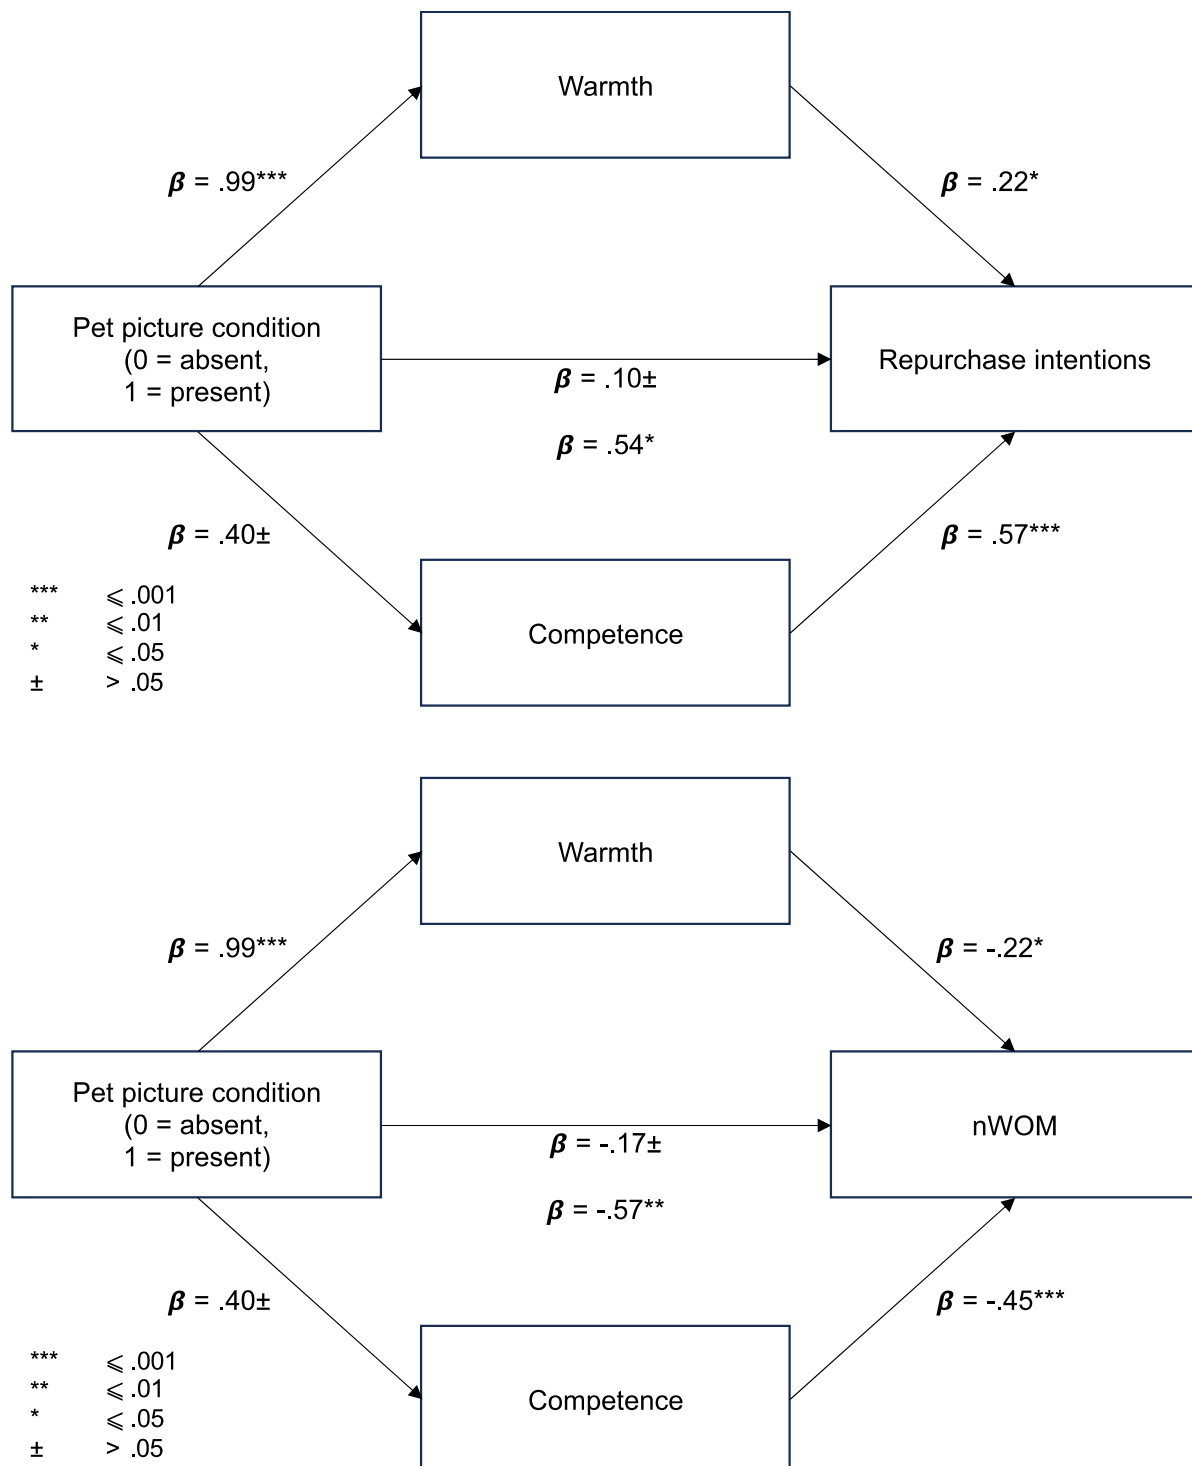 Warmth
β = .99***
β = .22*
Pet picture condition
(0 = absent,
1 = present)
Repurchase intentions
β = .10±
β = .54*
β = .40±
β = .57***
*** ⩽ .001
** ⩽ .01
* ⩽ .05
± > .05
Competence
Warmth
β = .99***
β = -.22*
Pet picture condition
(0 = absent,
1 = present)
nWOM
β = -.17±
β = -.57**
β = .40±
β = -.45***
*** ⩽ .001
** ⩽ .01
* ⩽ .05
± > .05
Competence